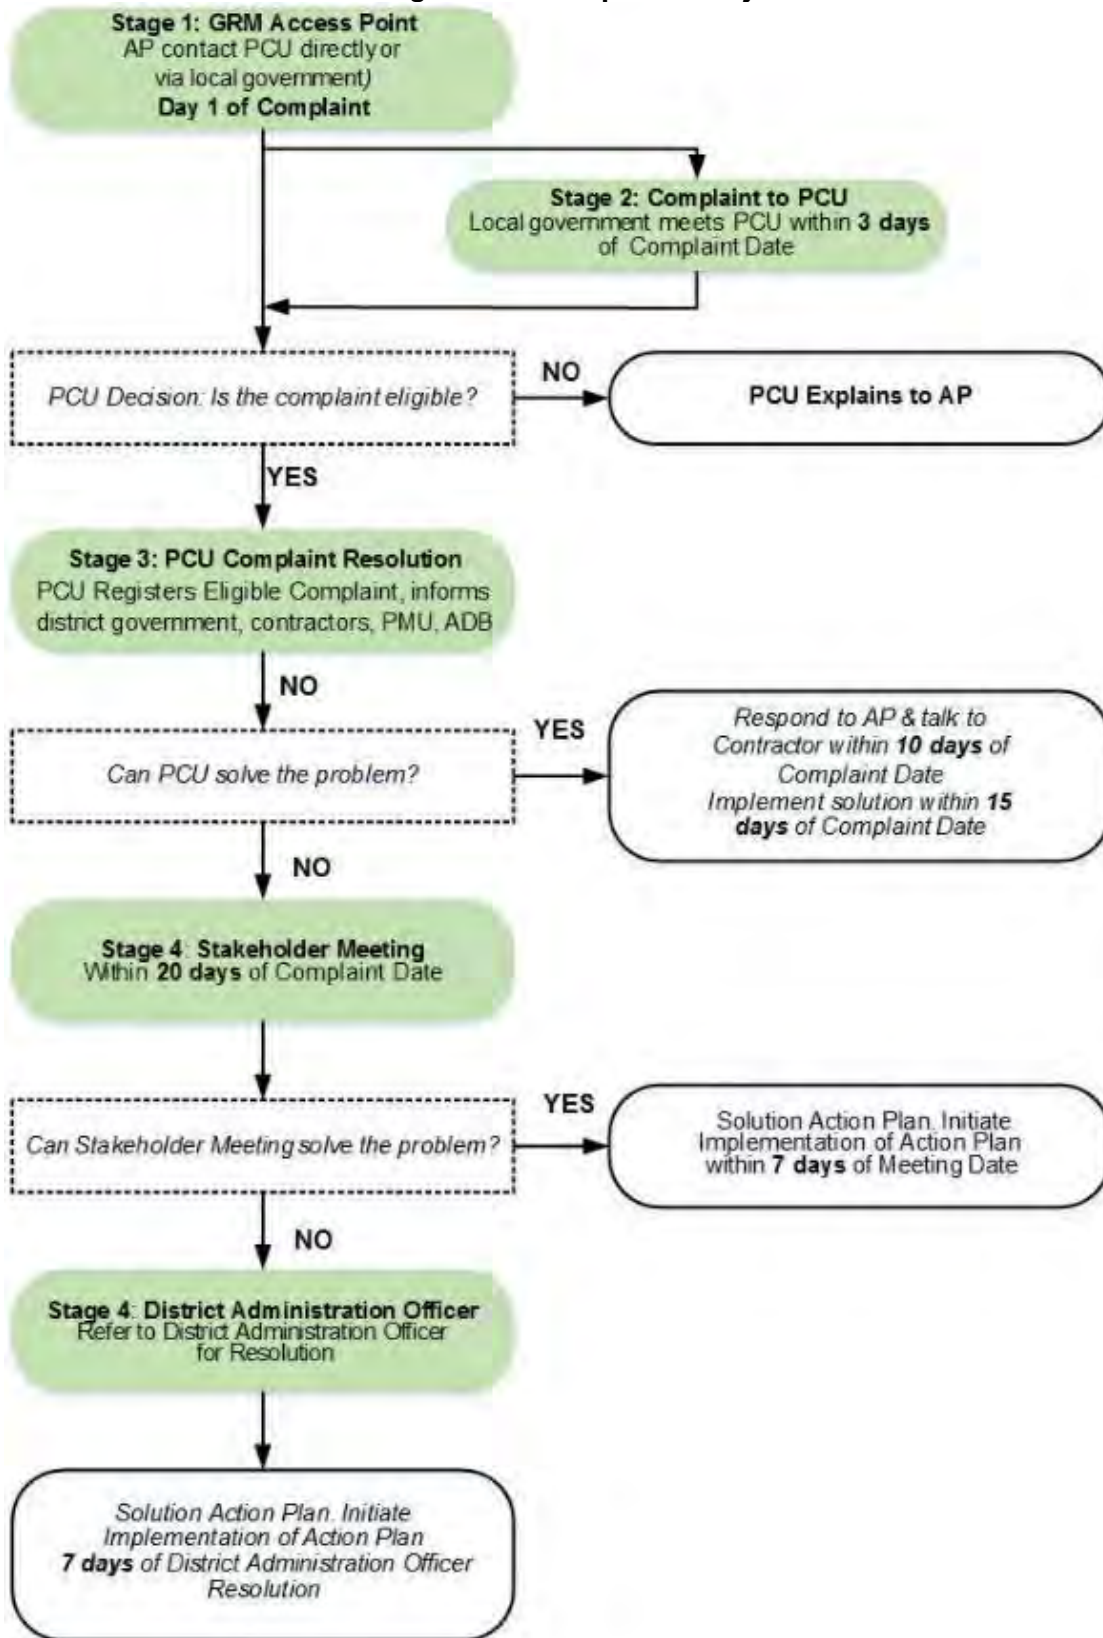 Stage 1: GRM Access Point
AP contact PCU directly or
via local government)
Day 1 of Complaint
Stage 2: Complaint to PCU
Local government meets PCU within 3 days
of Complaint Date
PCU Decision: Is the complaint eligible?
NO
PCU Explains to AP
YES
Stage 3: PCU Complaint Resolution
PCU Registers Eligible Complaint, informs
district government, contractors, PMU, ADB
NO
Can PCU solve the problem?
YES
Respond to AP & talk to
Contractor within 10 days of
Complaint Date
Implement solution within 15
days of Complaint Date
NO
Stage 4: Stakeholder Meeting
Within 20 days of Complaint Date
Can Stakeholder Meeting solve the problem?
YES
Solution Action Plan. Initiate
Implementation of Action Plan
within 7 days of Meeting Date
NO
Stage 4: District Administration Officer
Refer to District Administration Officer
for Resolution
Solution Action Plan. Initiate
Implementation of Action Plan
7 days of District Administration Officer
Resolution